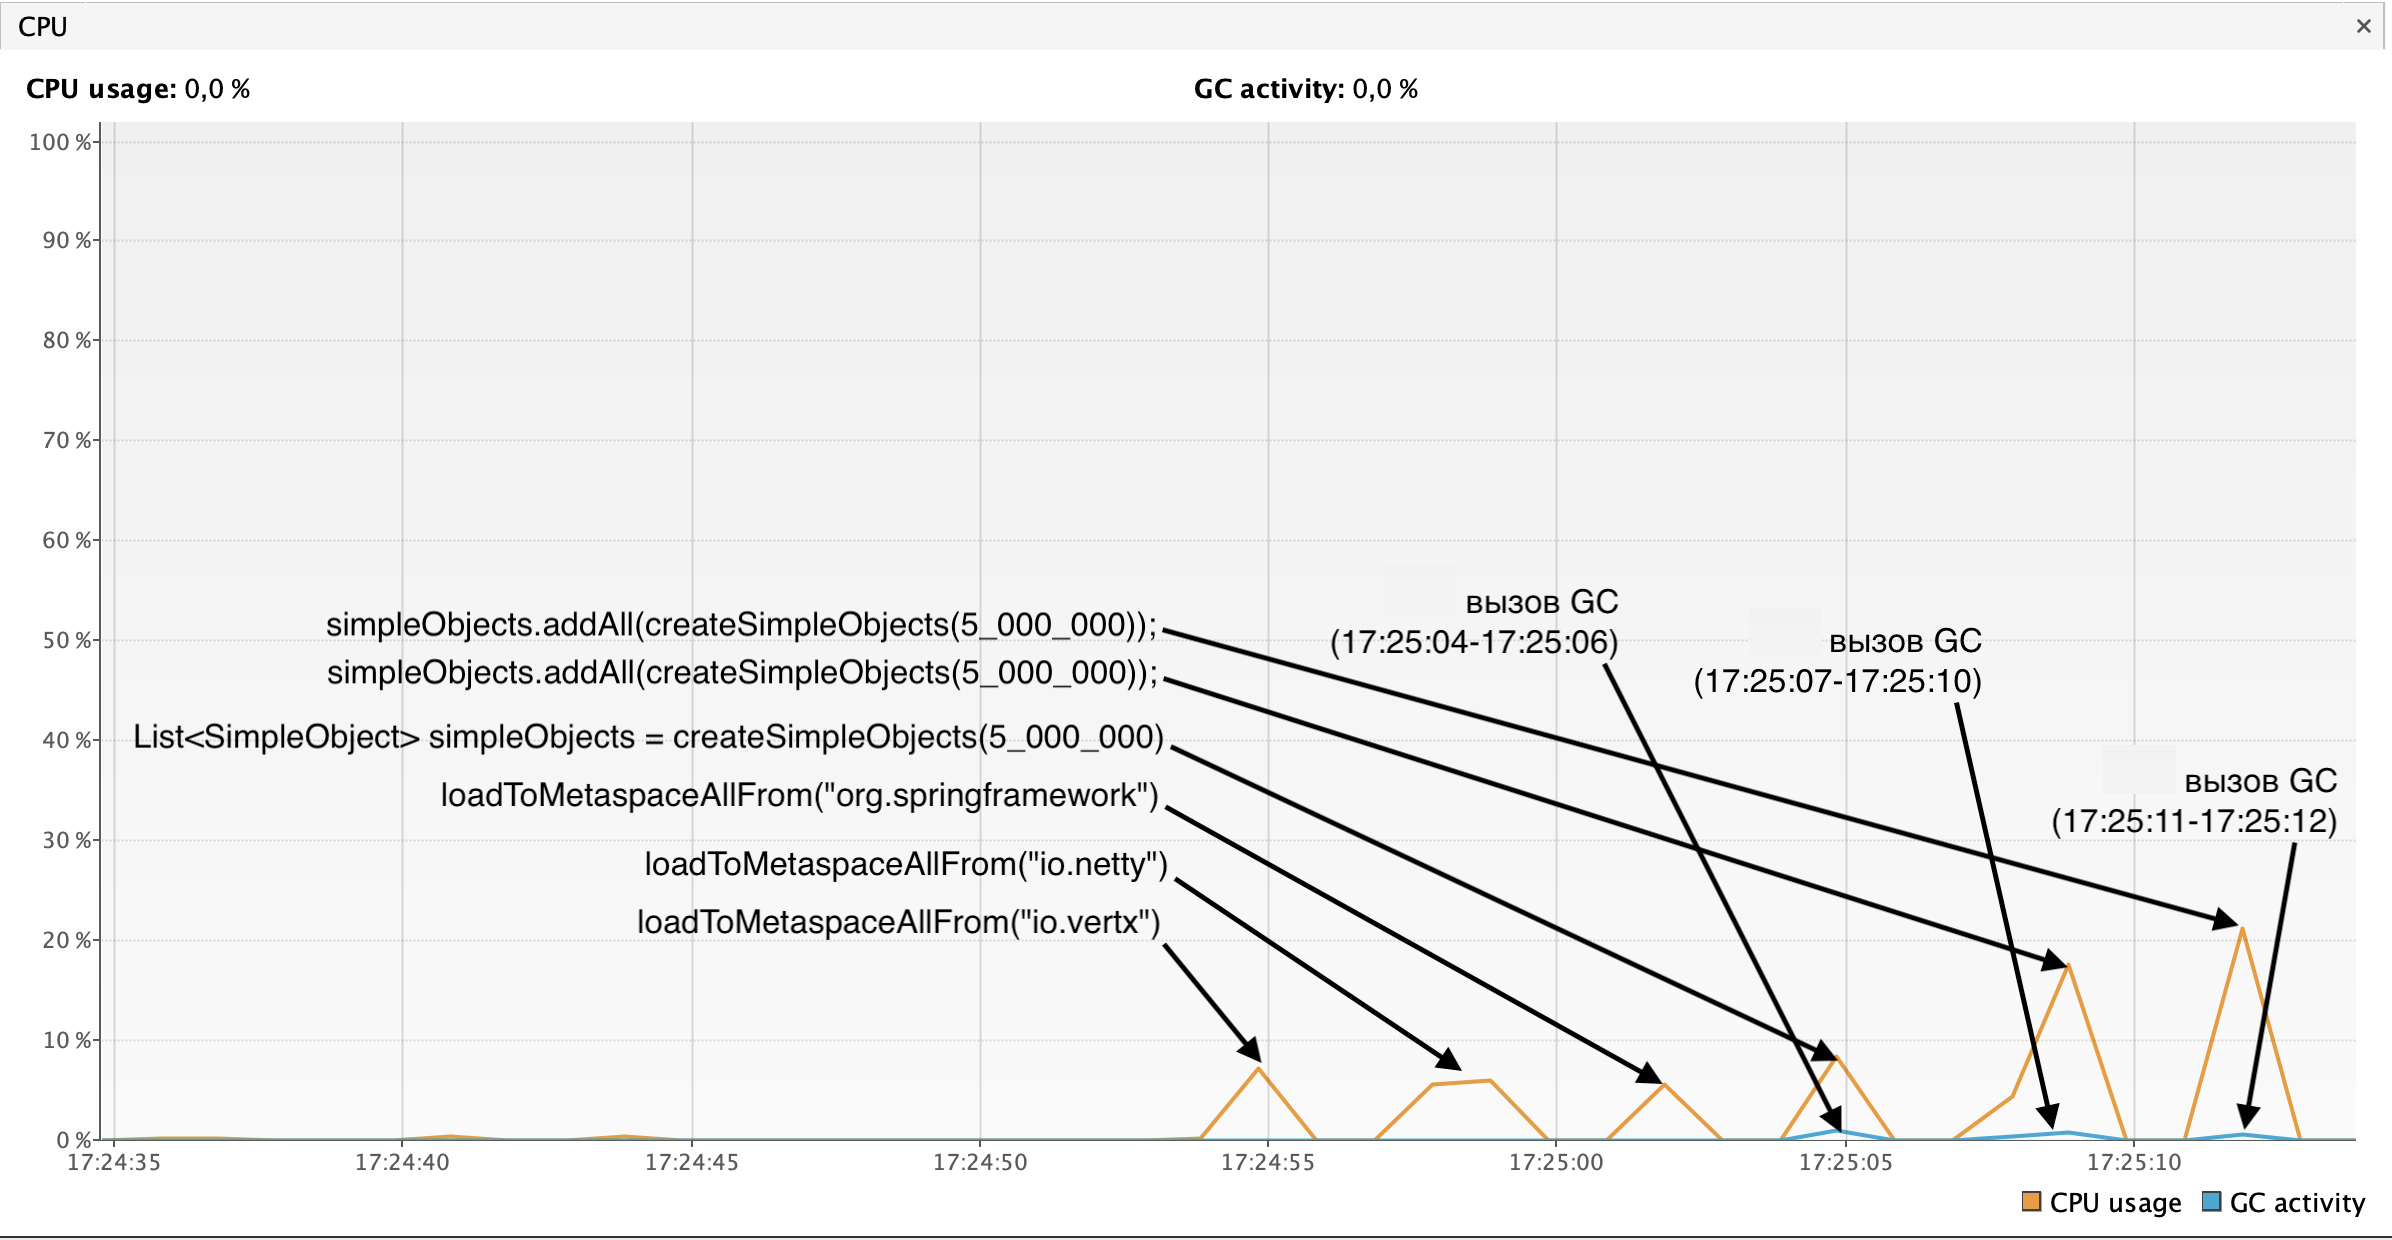 CPU
CPU usage: 0,0 %
GC activity: 0,0 %
100 %
90 %
80 %
70 %
60 %
50 %
40 %
30 %
20 %
10 %
0 %
simpleObjects.addAll(createSimpleObjects(5_000_000));
simpleObjects.addAll(createSimpleObjects(5_000_000));
List<SimpleObject> simpleObjects = createSimpleObjects(5_000_000)
loadToMetaspaceAllFrom("org.springframework")
loadToMetaspaceAllFrom("io.netty")
loadToMetaspaceAllFrom("io.vertx")
вызов GC
(17:25:04-17:25:06)
вызов GC
(17:25:07-17:25:10)
вызов GC
(17:25:11-17:25:12)
17:24:35
17:24:40
17:24:45
17:24:50
17:24:55
17:25:00
17:25:05
17:25:10
CPU usage
GC activity